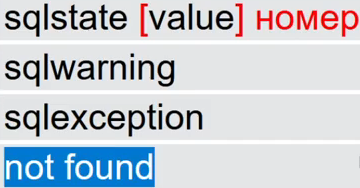 sqlstate [value] номер
sqlwarning
sqlexception
not found